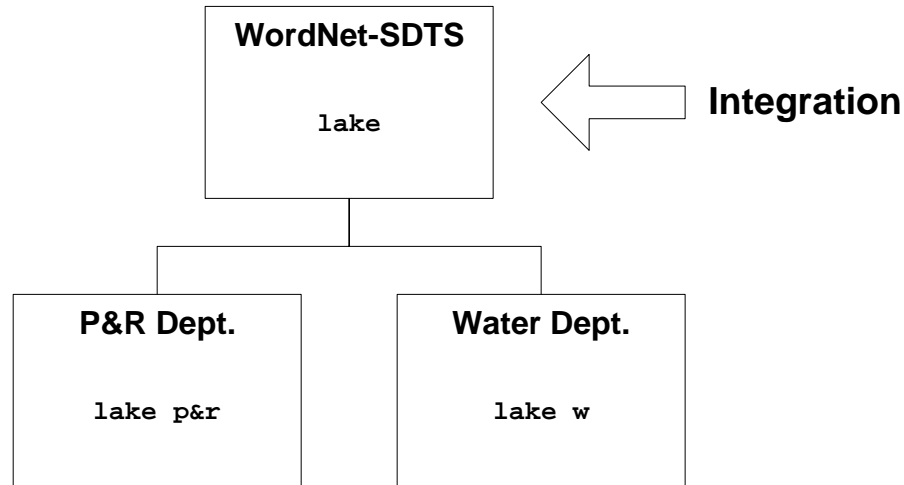 WordNet-SDTS
lake
Integration
P&R Dept.
lake p&r
Water Dept.
lake w